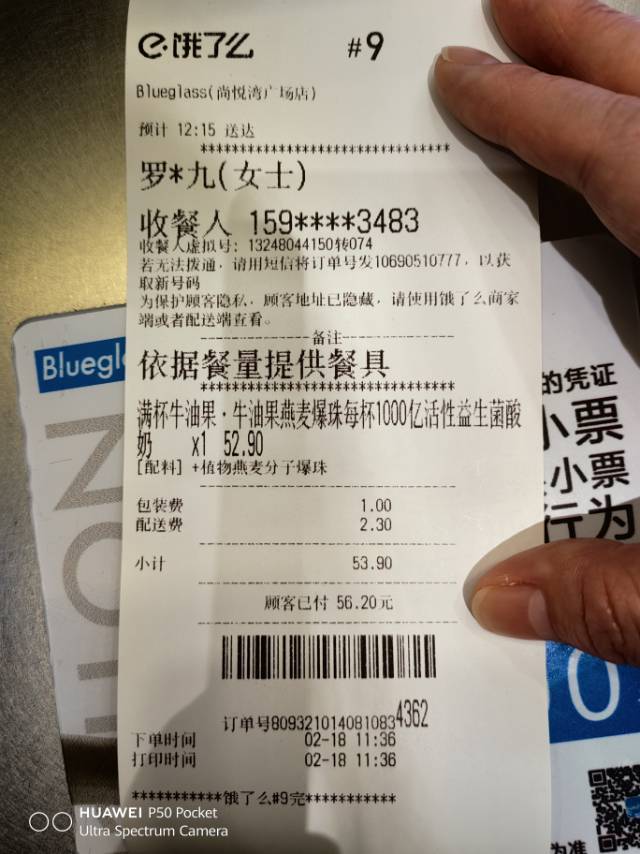 饿了么 #9
Blueglass(尚悦湾广场店)
预计 12:15 送达
*********************************
罗*九(女士)
收餐人 159****3483
收餐人虚拟号: 13248044150转074
若无法拨通, 请用短信将订单号发10690510777, 以获
取新号码
为保护顾客隐私, 顾客地址已隐藏, 请使用饿了么商家
端或者配送端查看。
备注
依据餐量提供餐具
*********************************
满杯牛油果·牛油果燕麦爆珠每杯1000亿活性益生菌酸
奶 x1 52.90
[配料]+植物燕麦分子爆珠
包装费 1.00
配送费 2.30
小计 53.90
顾客已付 56.20元
订单号8093210140810834362
下单时间 02-18 11:36
打印时间 02-18 11:36
***********饿了么#9完***********
Bluegl
NO
的凭证
小票
小票
行为
0
为准
HUAWEI P50 Pocket
Ultra Spectrum Camera